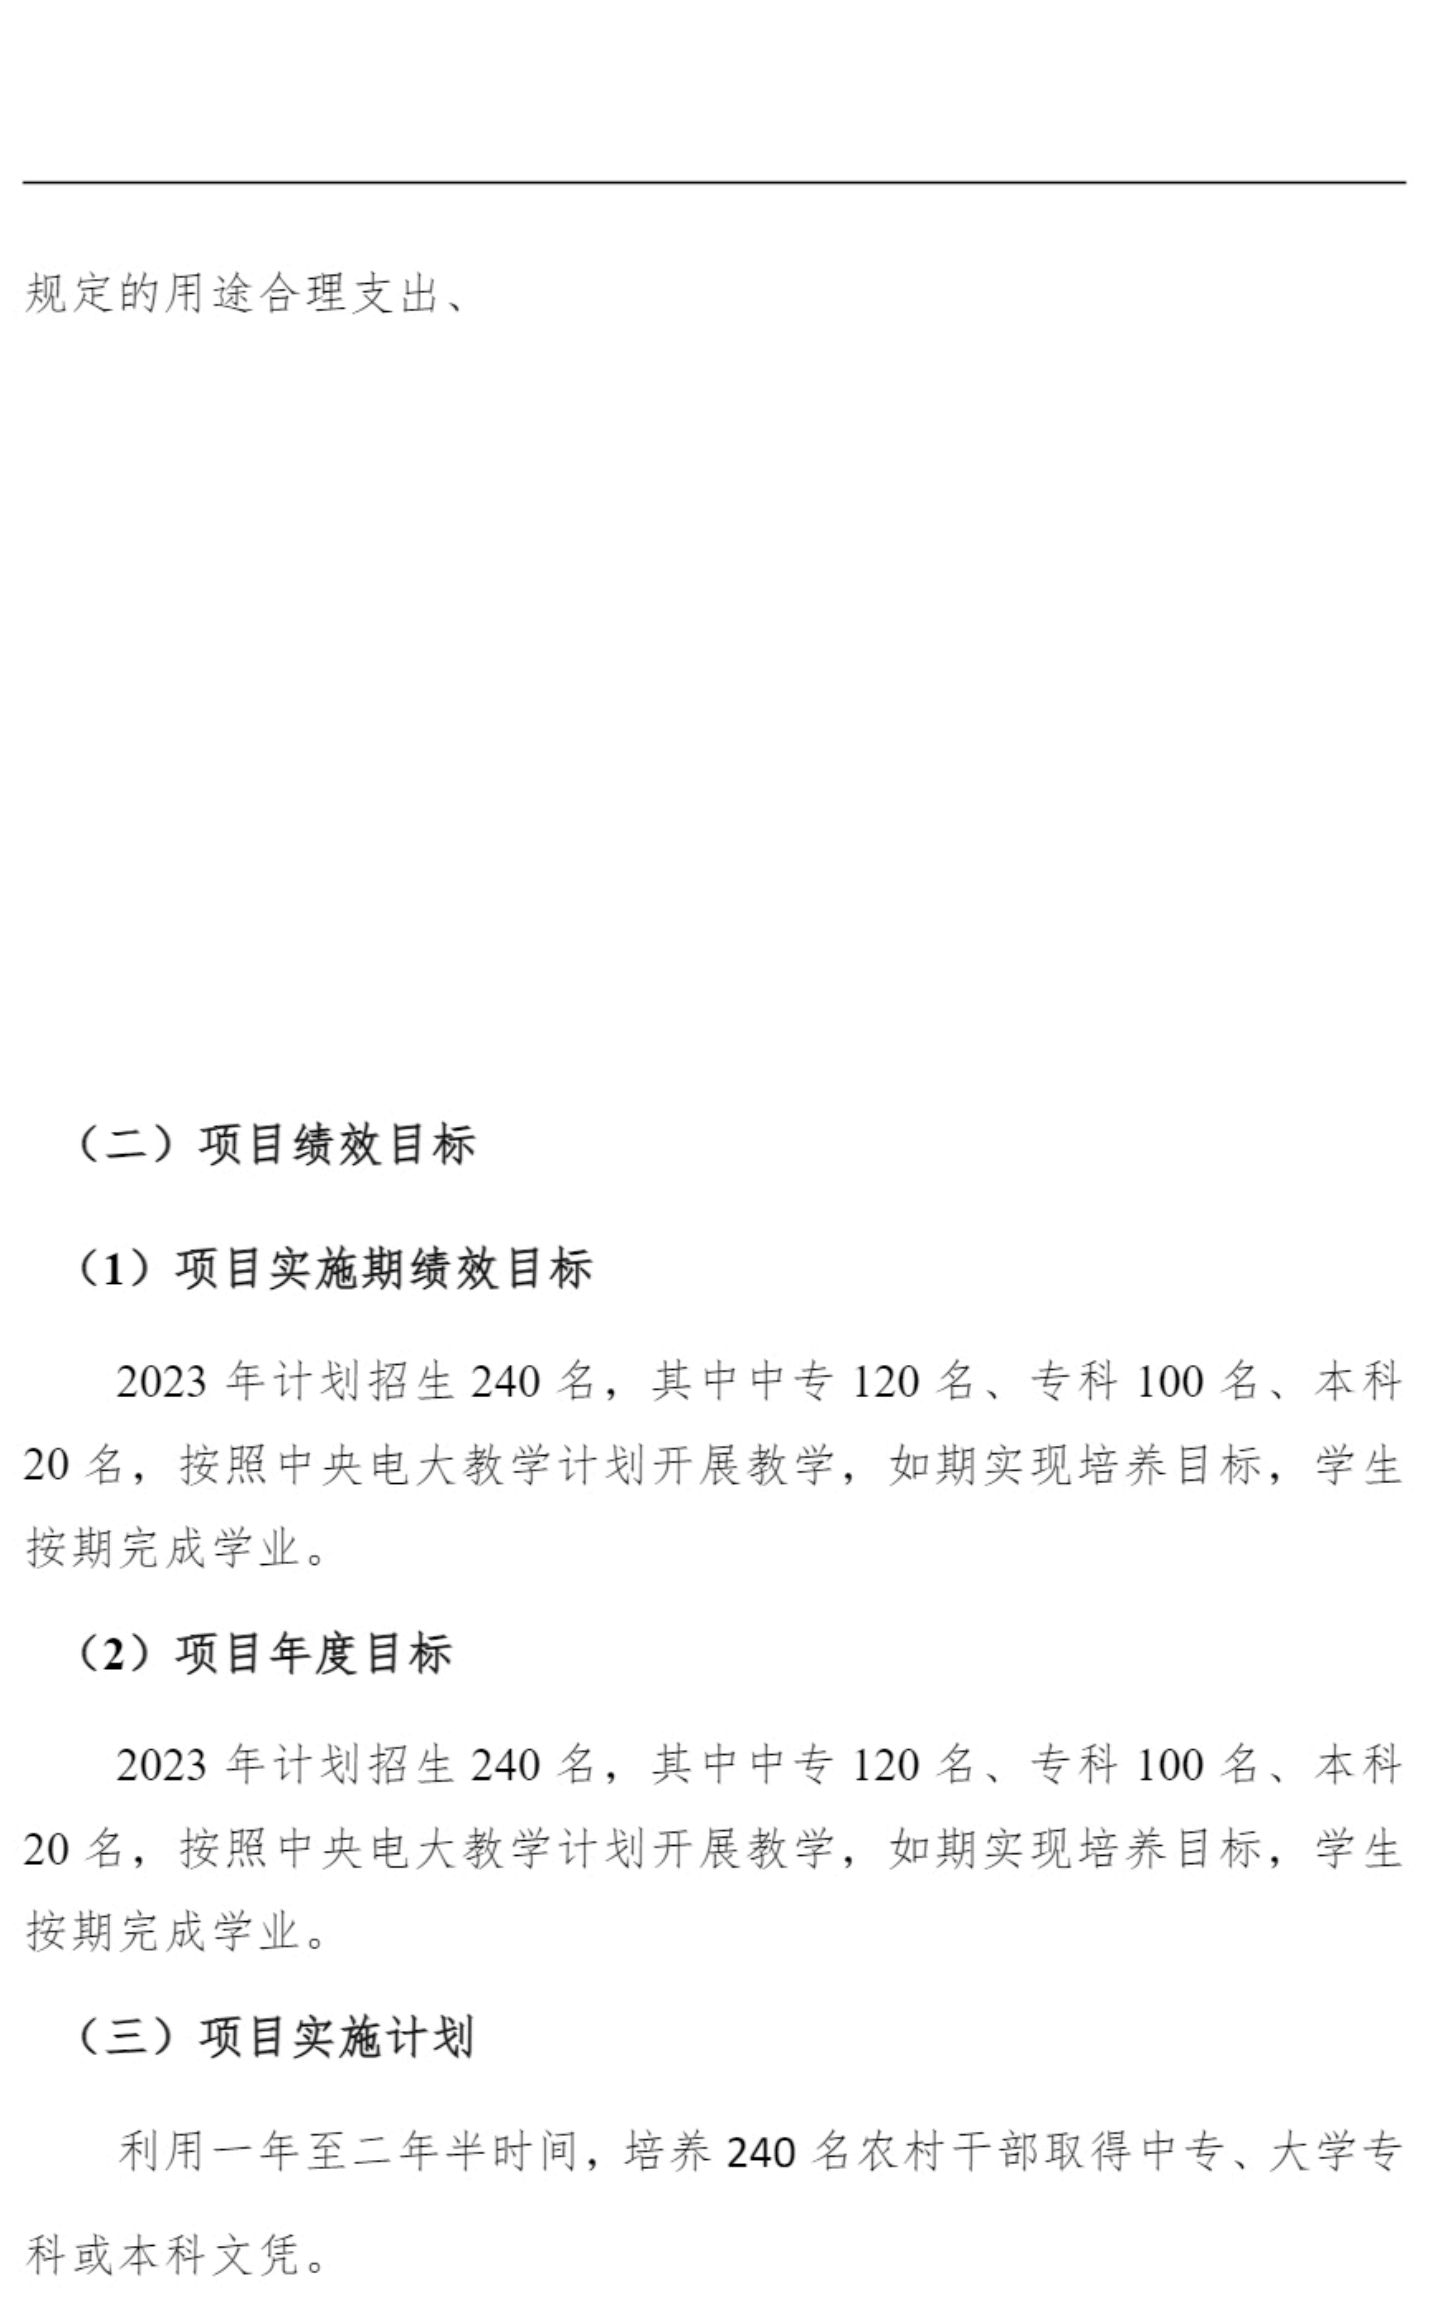 规定的用途合理支出、
（二）项目绩效目标
（1）项目实施期绩效目标
2023 年计划招生 240 名，其中中专 120 名、专科 100 名、本科
20 名，按照中央电大教学计划开展教学，如期实现培养目标，学生
按期完成学业。
（2）项目年度目标
2023 年计划招生 240 名，其中中专 120 名、专科 100 名、本科
20 名，按照中央电大教学计划开展教学，如期实现培养目标，学生
按期完成学业。
（三）项目实施计划
利用一年至二年半时间，培养 240 名农村干部取得中专、大学专
科或本科文凭。